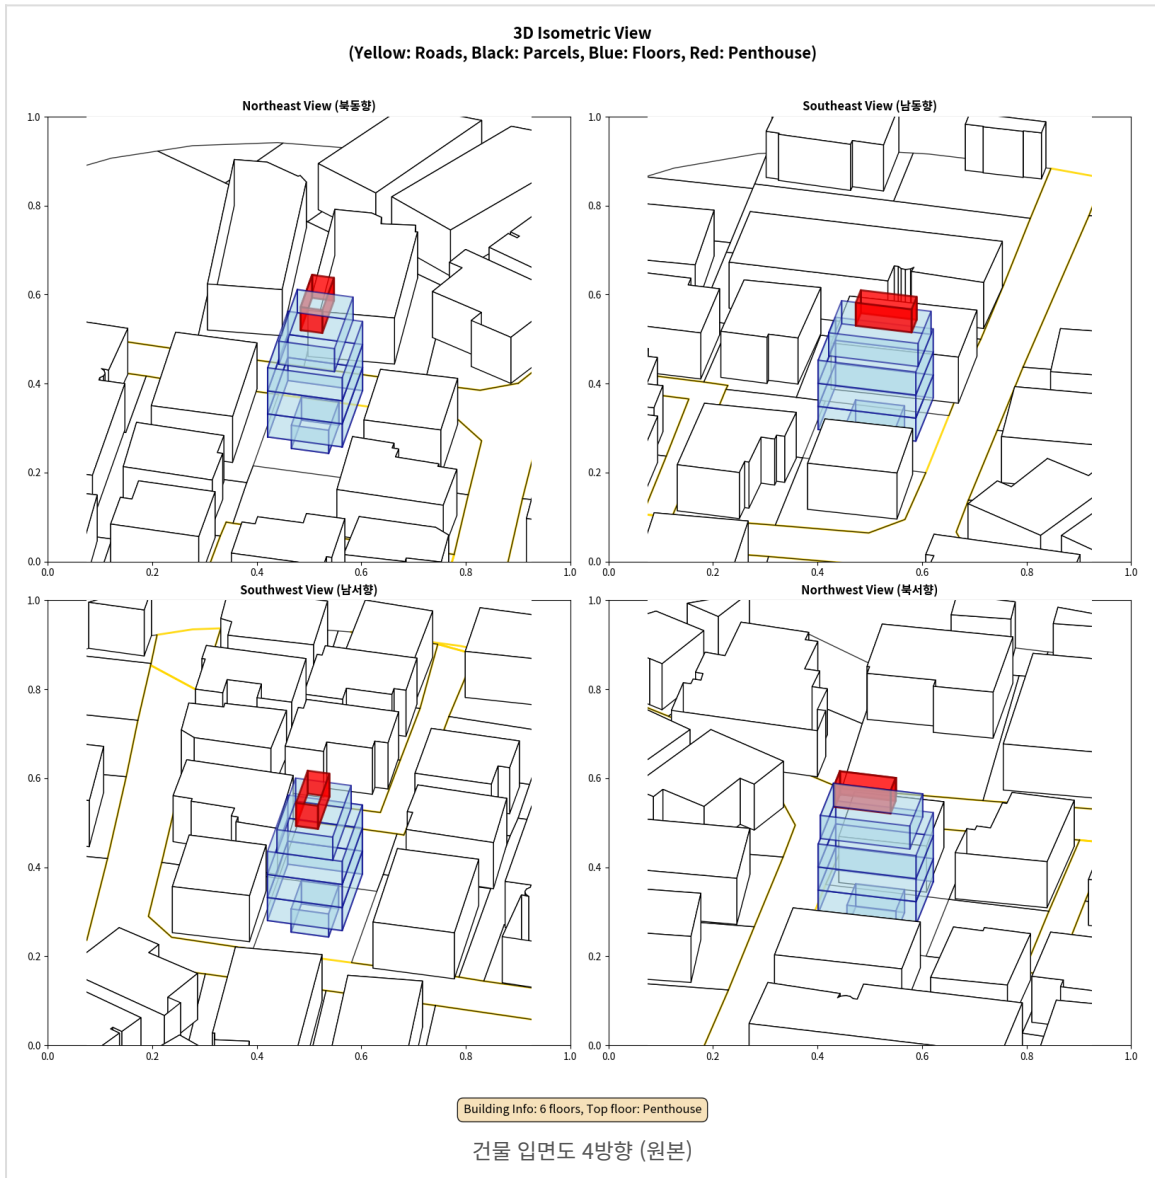 3D Isometric View
(Yellow: Roads, Black: Parcels, Blue: Floors, Red: Penthouse)
Northeast View (북동향)
1.0
0.8
0.6
0.4
0.2
0.0
0.0 0.2 0.4 0.6 0.8 1.0
Southeast View (남동향)
1.0
0.8
0.6
0.4
0.2
0.0
0.0 0.2 0.4 0.6 0.8 1.0
Southwest View (남서향)
1.0
0.8
0.6
0.4
0.2
0.0
0.0 0.2 0.4 0.6 0.8 1.0
Northwest View (북서향)
1.0
0.8
0.6
0.4
0.2
0.0
0.0 0.2 0.4 0.6 0.8 1.0
Building Info: 6 floors, Top floor: Penthouse
건물 입면도 4방향 (원본)